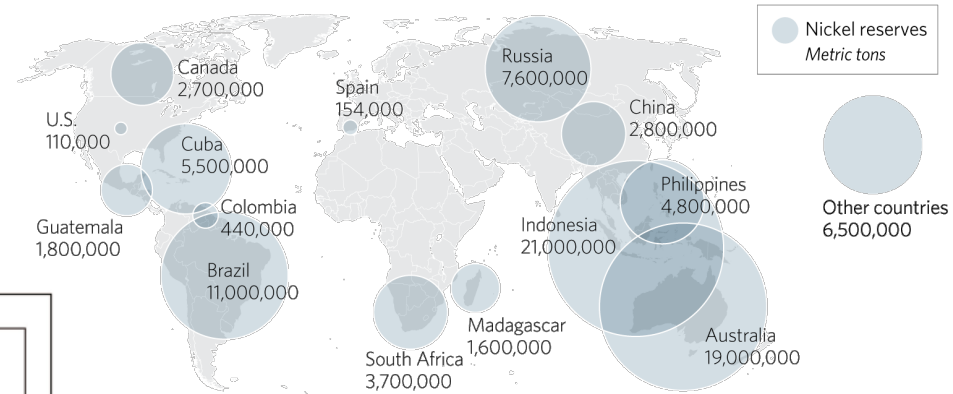 Nickel reserves
Metric tons
Canada
2,700,000
U.S.
110,000
Cuba
5,500,000
Guatemala
1,800,000
Colombia
440,000
Brazil
11,000,000
Spain
154,000
Russia
7,600,000
China
2,800,000
Philippines
4,800,000
Indonesia
21,000,000
Australia
19,000,000
Madagascar
1,600,000
South Africa
3,700,000
Other countries
6,500,000